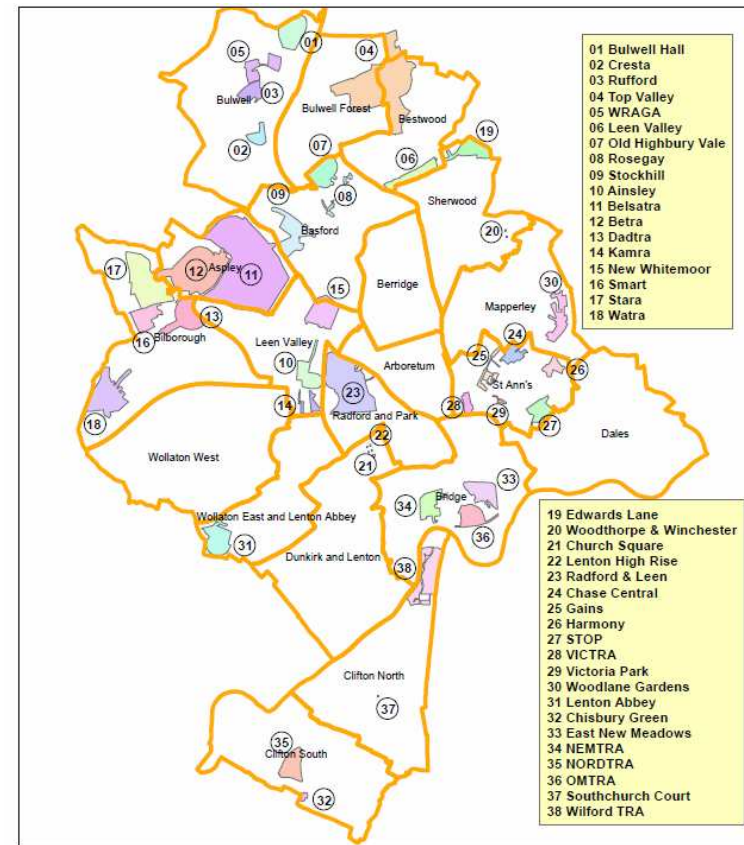 01
04
05
01 Bulwell Hall
02 Cresta
03 Rufford
04 Top Valley
05 WRAGA
06 Leen Valley
07 Old Highbury Vale
08 Rosegay
09 Stockhill
10 Ainsley
11 Belsatra
12 Betra
13 Dadtra
14 Kamra
15 New Whitemoor
16 Smart
17 Stara
18 Watra
Bulwell
03
Bulwell Forest
Bestwood
02
07
06
19
09
08
Sherwood
Basford
20
17
12
Aspley
11
Berridge
30
15
Mapperley
16
Bilborough
13
Leen Valley
24
25
10
Arboretum
26
St Ann's
23
18
14
Radford and Park
28
29
27
22
Dales
Wollaton West
21
33
34
Bridge
36
Wollaton East and Lenton Abbey
31
Dunkirk and Lenton
38
19 Edwards Lane
20 Woodthorpe & Winchester
21 Church Square
22 Lenton High Rise
23 Radford & Leen
24 Chase Central
25 Gains
26 Harmony
27 STOP
28 VICTRA
29 Victoria Park
30 Woodlane Gardens
31 Lenton Abbey
32 Chisbury Green
33 East New Meadows
34 NEMTRA
35 NORDTRA
36 OMTRA
37 Southchurch Court
38 Wilford TRA
Clifton North
37
35
Clifton South
32